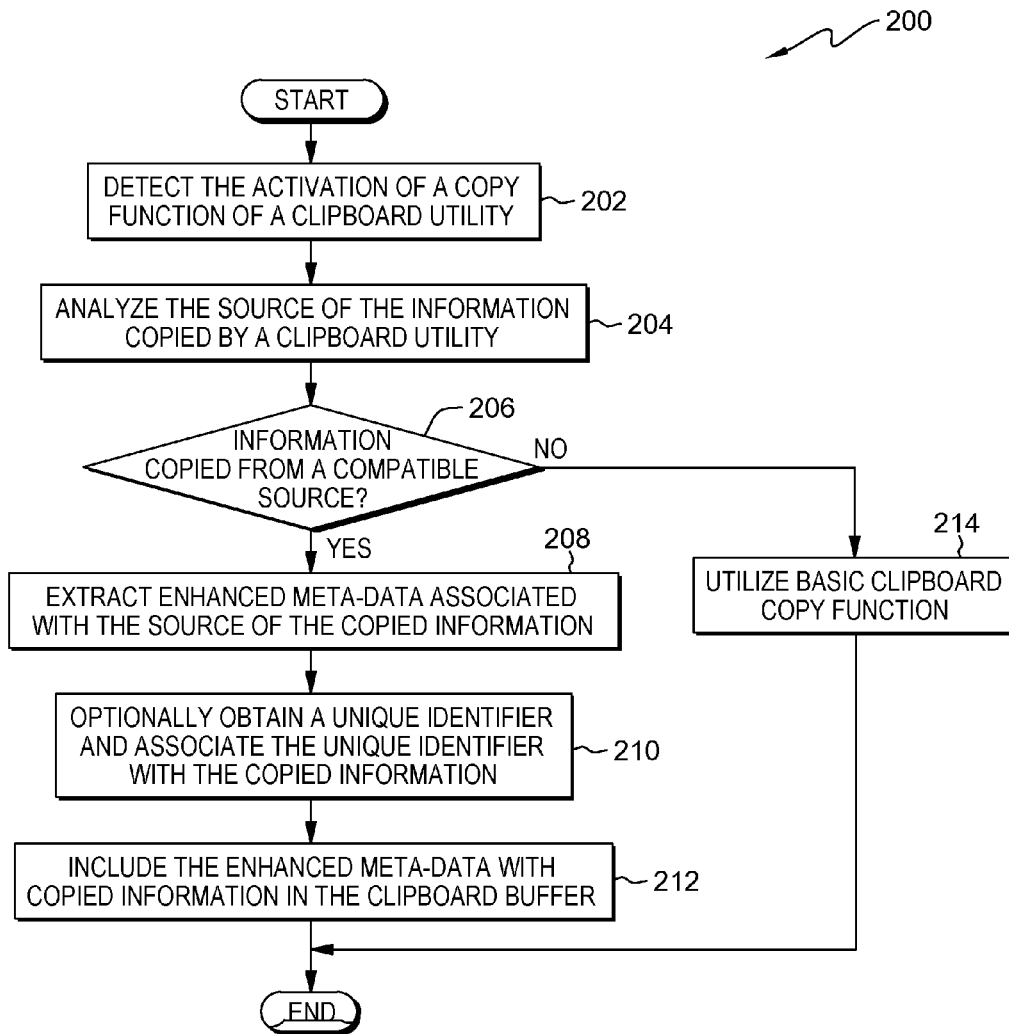 200
START
DETECT THE ACTIVATION OF A COPY
FUNCTION OF A CLIPBOARD UTILITY
202
ANALYZE THE SOURCE OF THE INFORMATION
COPIED BY A CLIPBOARD UTILITY
204
206
INFORMATION
COPIED FROM A COMPATIBLE
SOURCE?
NO
YES
208
EXTRACT ENHANCED META-DATA ASSOCIATED
WITH THE SOURCE OF THE COPIED INFORMATION
214
UTILIZE BASIC CLIPBOARD
COPY FUNCTION
OPTIONALLY OBTAIN A UNIQUE IDENTIFIER
AND ASSOCIATE THE UNIQUE IDENTIFIER
WITH THE COPIED INFORMATION
210
INCLUDE THE ENHANCED META-DATA WITH
COPIED INFORMATION IN THE CLIPBOARD BUFFER
212
END